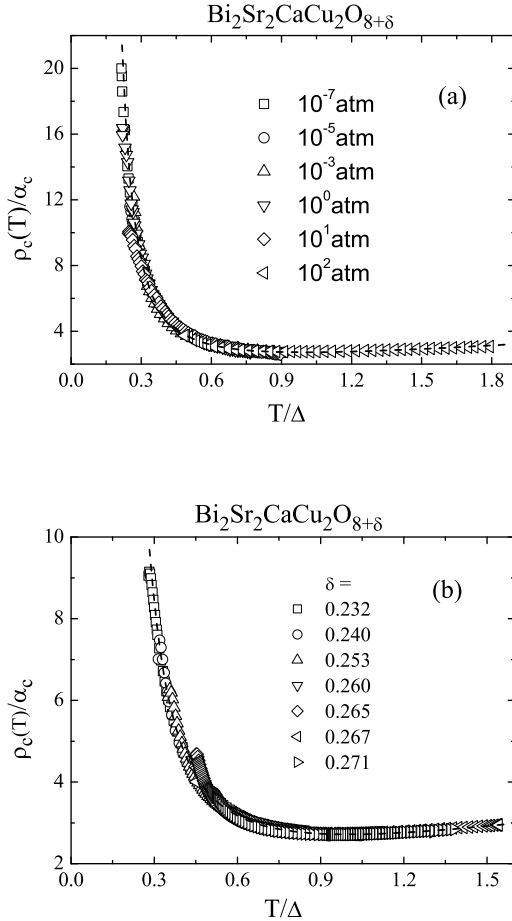 Bi₂Sr₂CaCu₂O₈₊δ
(a)
10⁻⁷atm
10⁻⁵atm
10⁻³atm
10⁰atm
10¹atm
10²atm
ρc(T)/αc
20
16
12
8
4
0.0 0.3 0.6 0.9 1.2 1.5 1.8
T/Δ
Bi₂Sr₂CaCu₂O₈₊δ
(b)
δ =
0.232
0.240
0.253
0.260
0.265
0.267
0.271
ρc(T)/αc
10
8
6
4
2
0.0 0.3 0.6 0.9 1.2 1.5
T/Δ